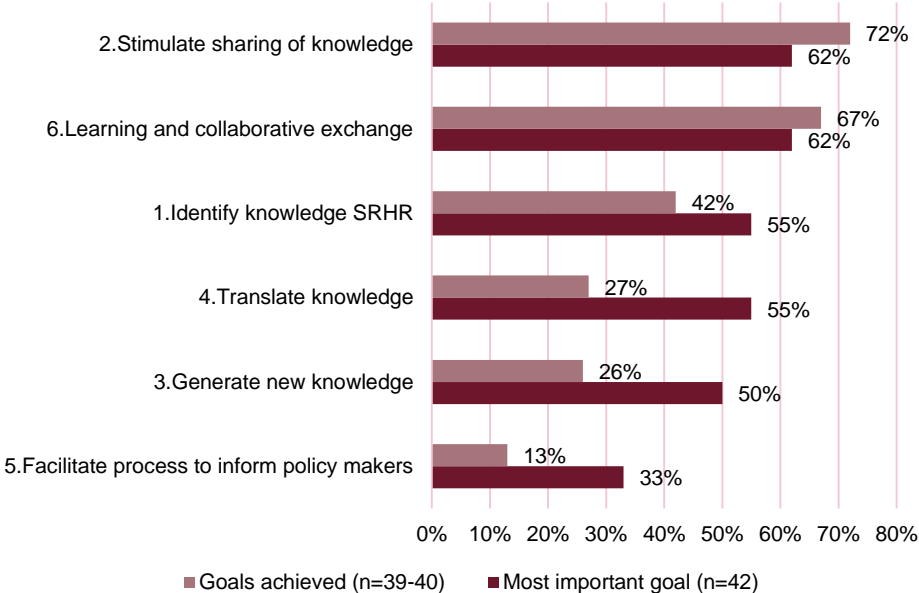 2.Stimulate sharing of knowledge
72%
62%
6.Learning and collaborative exchange
67%
62%
1.Identify knowledge SRHR
42%
55%
4.Translate knowledge
27%
55%
3.Generate new knowledge
26%
50%
5.Facilitate process to inform policy makers
13%
33%
0% 10% 20% 30% 40% 50% 60% 70% 80%
Goals achieved (n=39-40) Most important goal (n=42)